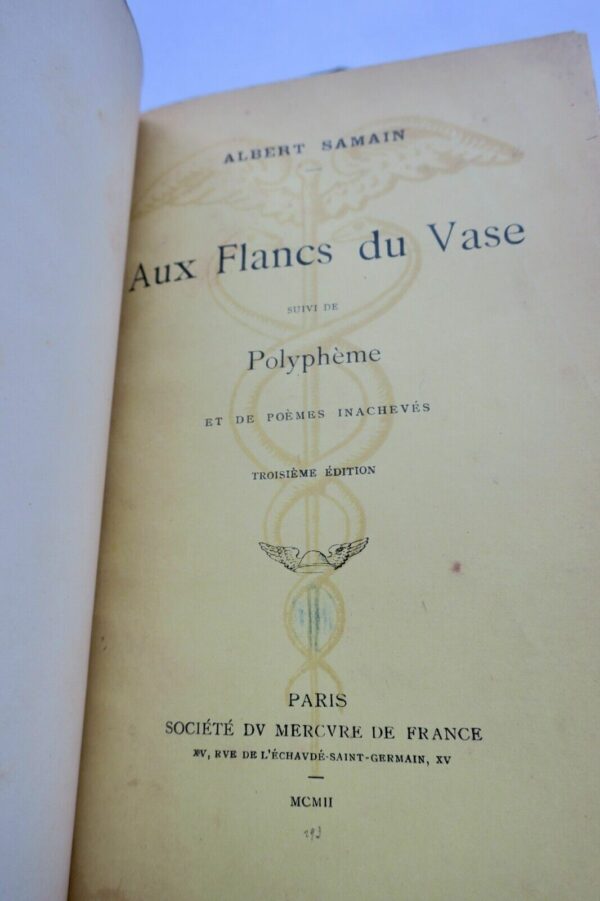 ALBERT SAMAIN
Aux Flancs du Vase
SUIVI DE
Polyphème
ET DE POÈMES INACHEVÉS
TROISIÈME ÉDITION
PARIS
SOCIÉTÉ DV MERCVRE DE FRANCE
XV, RVE DE L'ÉCHAVDÉ-SAINT-GERMAIN, XV
MCMII